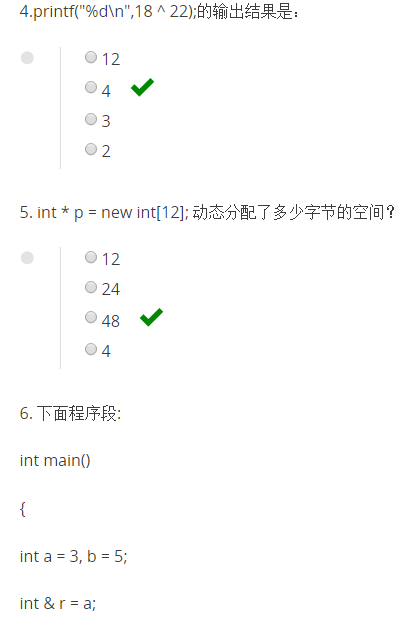 4.printf("%d\n",18 ^ 22);的输出结果是：
12
4
3
2
5. int * p = new int[12]; 动态分配了多少字节的空间?
12
24
48
4
6. 下面程序段:
int main()
{
int a = 3, b = 5;
int & r = a;